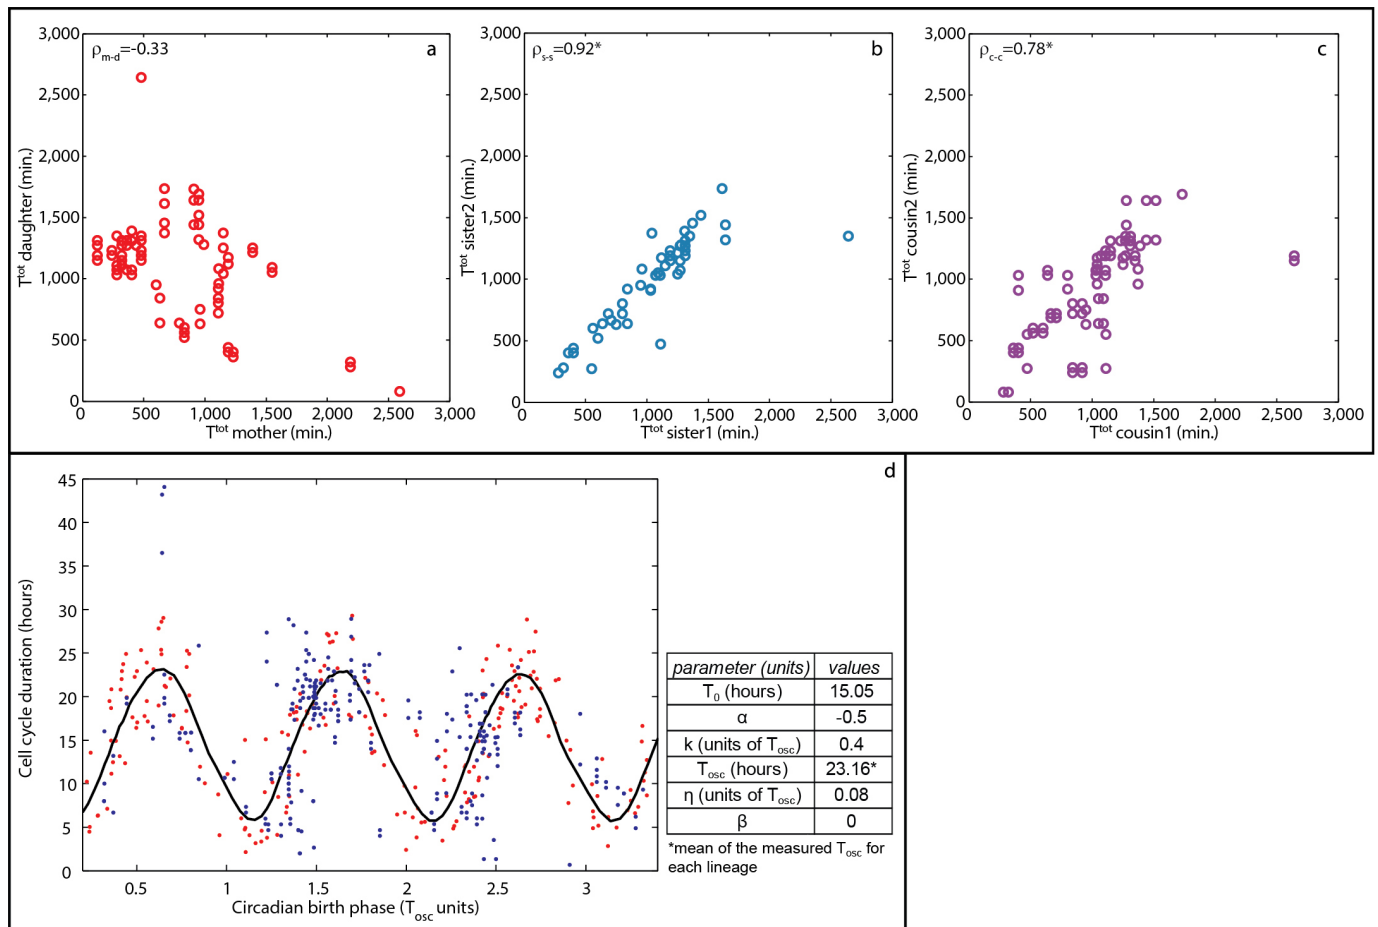 3,000
ρm-d=-0.33
a
2,500
2,000
1,500
1,000
500
0
Ttot daughter (min.)
0
500
1,000
1,500
2,000
2,500
3,000
Ttot mother (min.)
3,000
ρs-s=0.92*
b
2,500
2,000
1,500
1,000
500
0
Ttot sister2 (min.)
500
1,000
1,500
2,000
2,500
3,000
Ttot sister1 (min.)
3,000
ρc-c=0.78*
c
2,500
2,000
1,500
1,000
500
0
Ttot cousin2 (min.)
500
1,000
1,500
2,000
2,500
3,000
Ttot cousin1 (min.)
d
45
40
35
30
25
20
15
10
5
0
Cell cycle duration (hours)
0.5
1
1.5
2
2.5
3
Circadian birth phase (Tosc units)
parameter (units) values
T0 (hours) 15.05
α -0.5
k (units of Tosc) 0.4
Tosc (hours) 23.16*
η (units of Tosc) 0.08
β 0
*mean of the measured Tosc for
each lineage